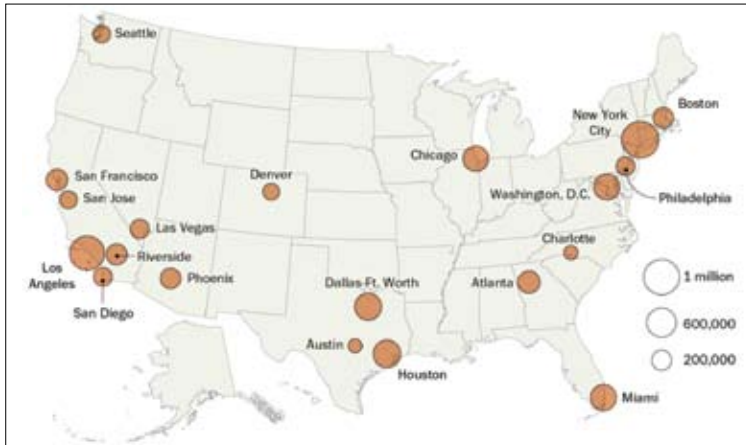 Seattle
Boston
New York
City
Chicago
San Francisco
Denver
Washington, D.C.
Philadelphia
San Jose
Las Vegas
Charlotte
Los
Angeles
Riverside
Phoenix
Dallas-Ft. Worth
Atlanta
1 million
San Diego
600,000
Austin
Houston
200,000
Miami